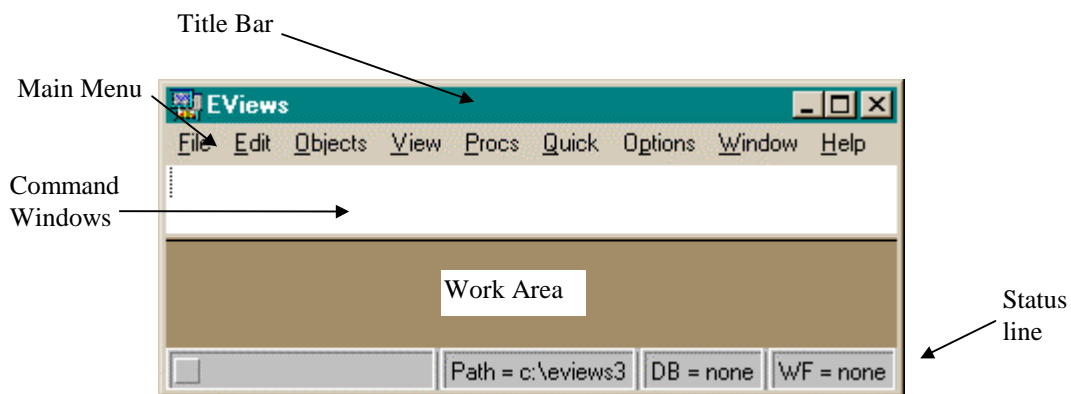 Title Bar
Main Menu
EViews
File Edit Objects View Procs Quick Options Window Help
Command
Windows
Work Area
Status
line
Path = c:\eviews3 DB = none WF = none